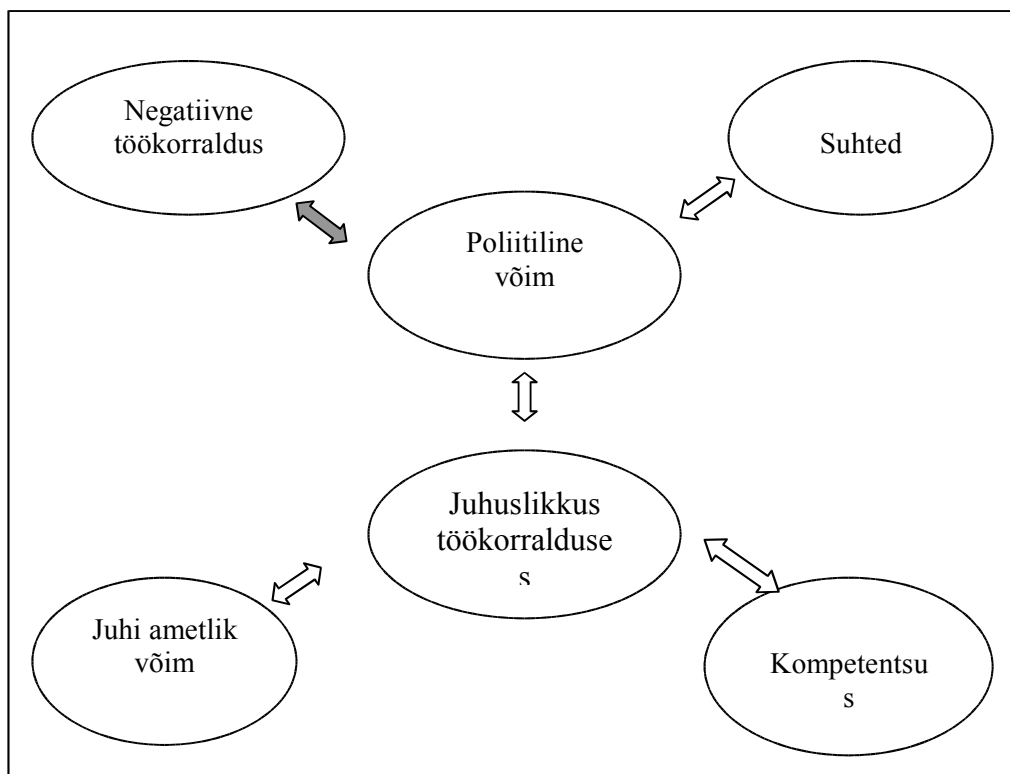 Negatiivne
töökorraldus
Suhted
Poliitiline
võim
Juhuslikkus
töökorralduse
s
Juhi ametlik
võim
Kompetentsu
s